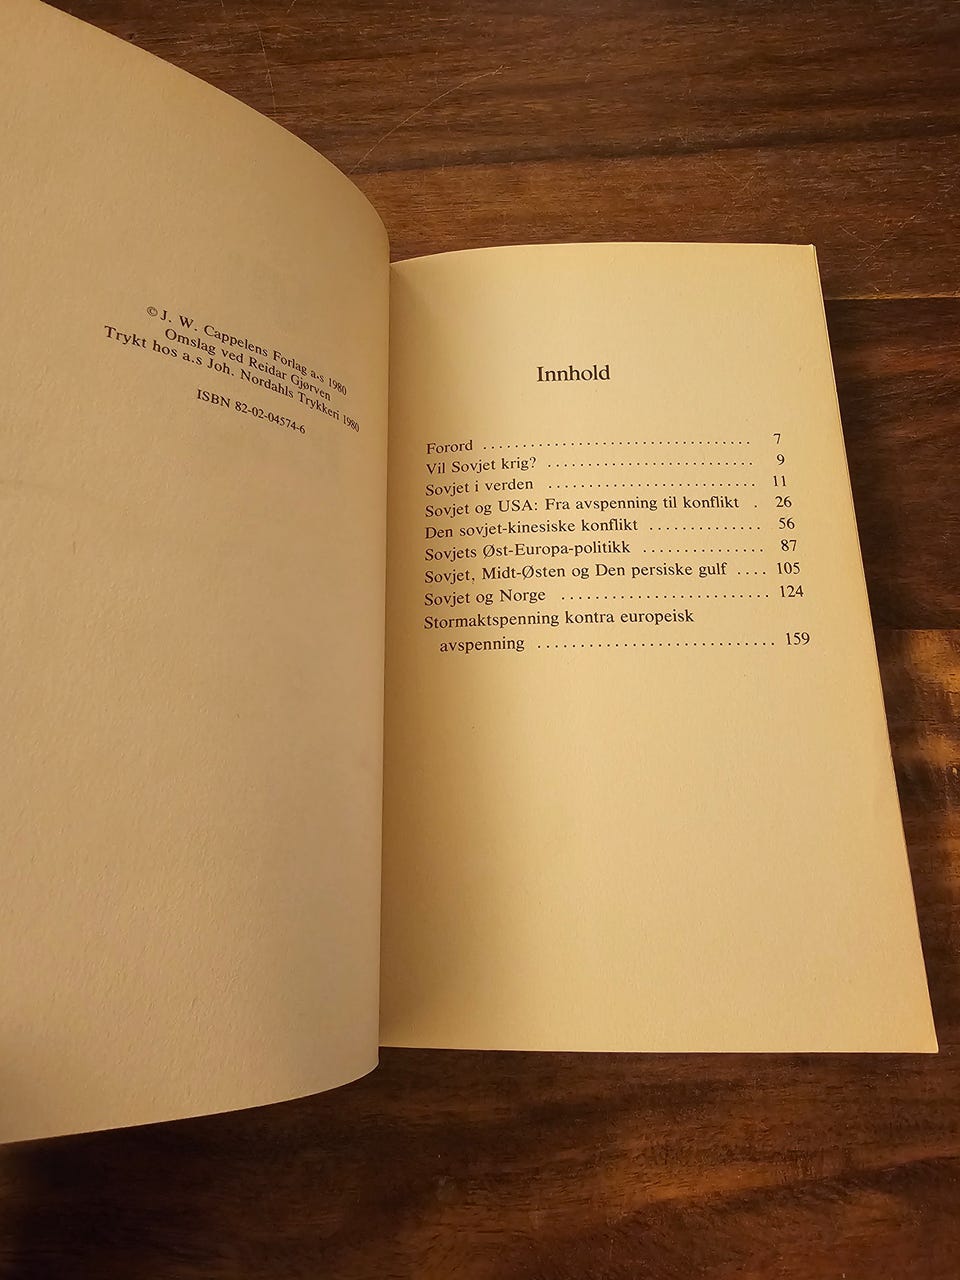 © J. W. Cappelens Forlag a·s 1980
Omslag ved Reidar Gjørven
Trykt hos a.s Joh. Nordahls Trykkeri 1980
ISBN 82-02-04574-6
Innhold
Forord .................................. 7
Vil Sovjet krig? .......................... 9
Sovjet i verden ........................... 11
Sovjet og USA: Fra avspenning til konflikt . 26
Den sovjet-kinesiske konflikt .............. 56
Sovjets Øst-Europa-politikk ............... 87
Sovjet, Midt-Østen og Den persiske gulf .... 105
Sovjet og Norge .......................... 124
Stormaktspenning kontra europeisk
avspenning ............................. 159